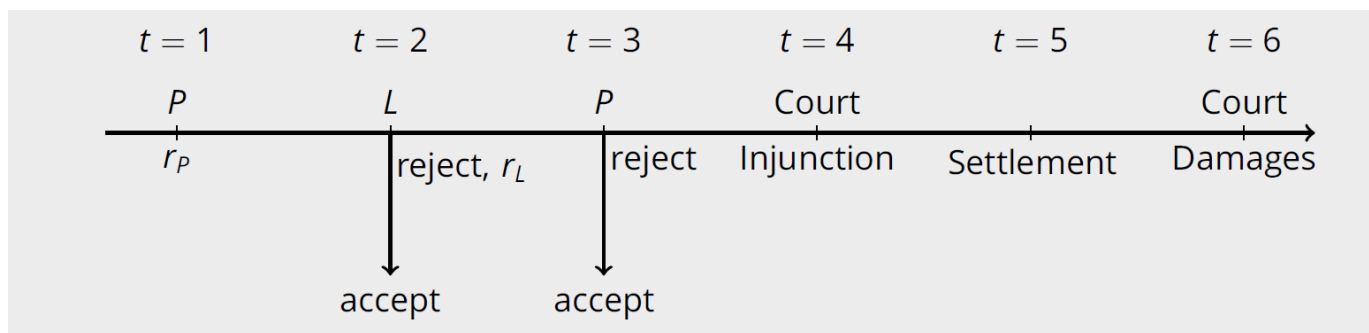 t = 1 t = 2 t = 3 t = 4 t = 5 t = 6
P L P Court Court
r_P reject, r_L reject Injunction Settlement Damages
accept accept